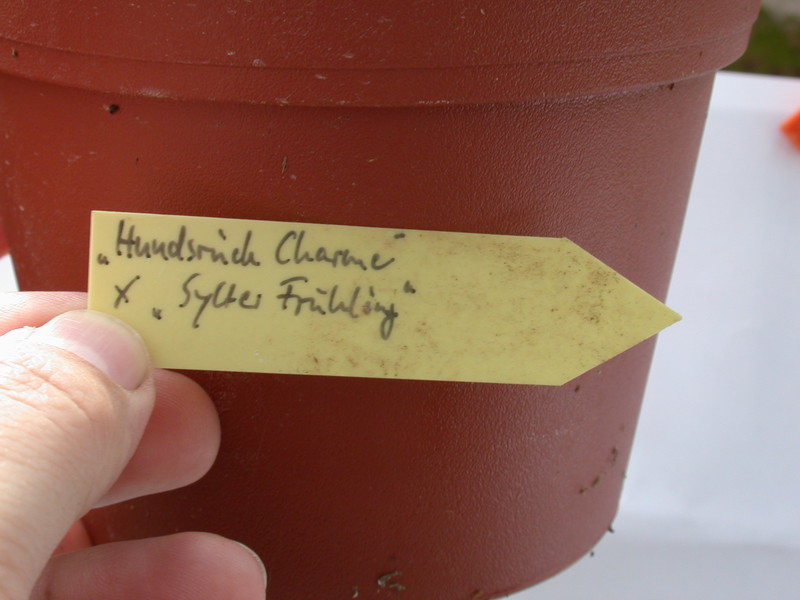 „Hundsrück Charme“
X „Sylter Frühling“